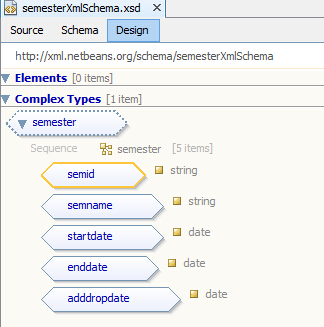 semesterXmlSchema.xsd
Source Schema Design
http://xml.netbeans.org/schema/semesterXmlSchema
Elements [0 items]
Complex Types [1 item]
semester
Sequence semester [5 items]
semid string
semname string
startdate date
enddate date
adddropdate date